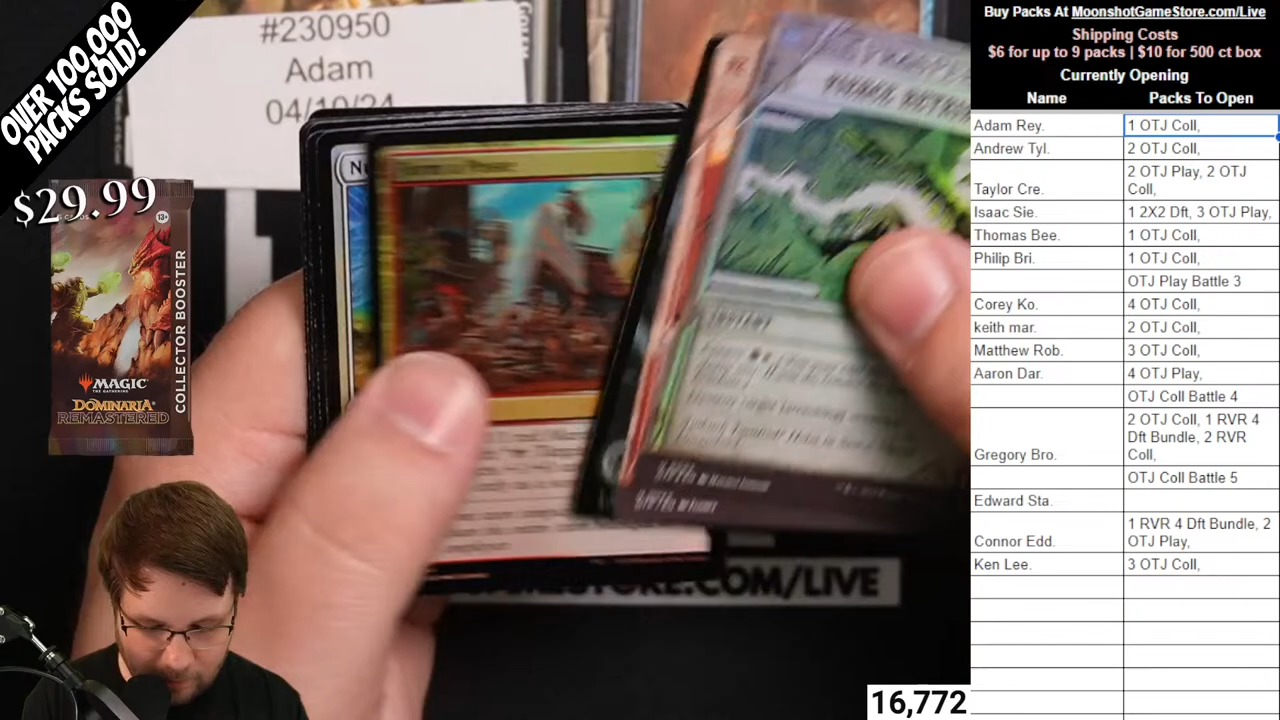 OVER 100,000
PACKS SOLD!
$29.99
13+
COLLECTOR BOOSTER
MAGIC
THE GATHERING
DOMINARIA
REMASTERED
#230950
Adam
04/10/24
INSTANT
.COM/LIVE
16,772
Buy Packs At MoonshotGameStore.com/Live
Shipping Costs
$6 for up to 9 packs | $10 for 500 ct box
Currently Opening
Name Packs To Open
Adam Rey. 1 OTJ Coll,
Andrew Tyl. 2 OTJ Coll,
Taylor Cre. 2 OTJ Play, 2 OTJ
Coll,
Isaac Sie. 1 2X2 Dft, 3 OTJ Play,
Thomas Bee. 1 OTJ Coll,
Philip Bri. 1 OTJ Coll,
OTJ Play Battle 3
Corey Ko. 4 OTJ Coll,
keith mar. 2 OTJ Coll,
Matthew Rob. 3 OTJ Coll,
Aaron Dar. 4 OTJ Play,
OTJ Coll Battle 4
Gregory Bro. 2 OTJ Coll, 1 RVR 4
Dft Bundle, 2 RVR
Coll,
OTJ Coll Battle 5
Edward Sta.
Connor Edd. 1 RVR 4 Dft Bundle, 2
OTJ Play,
Ken Lee. 3 OTJ Coll,